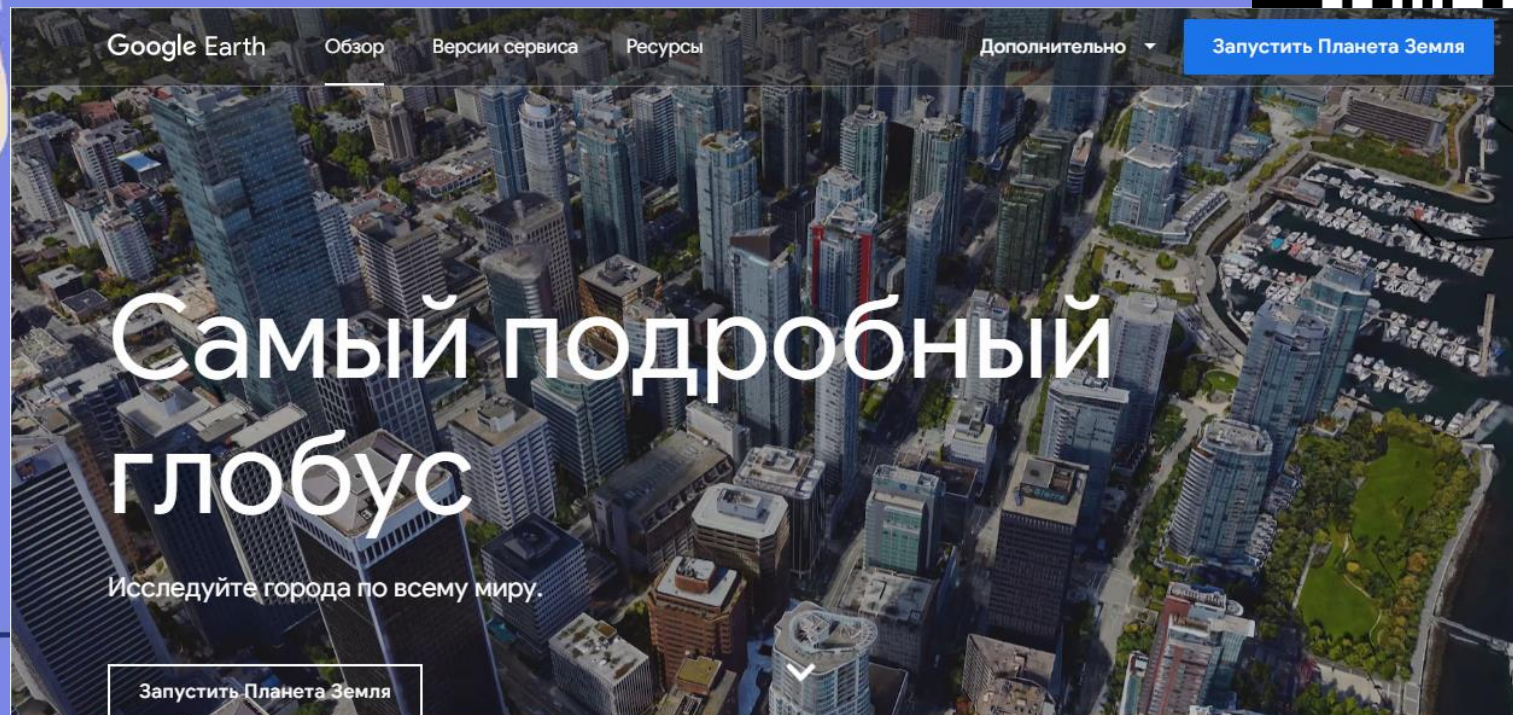 Google Earth
Обзор
Версии сервиса
Ресурсы
Дополнительно
Запустить Планета Земля
Самый подробный
глобус
Исследуйте города по всему миру.
Запустить Планета Земля